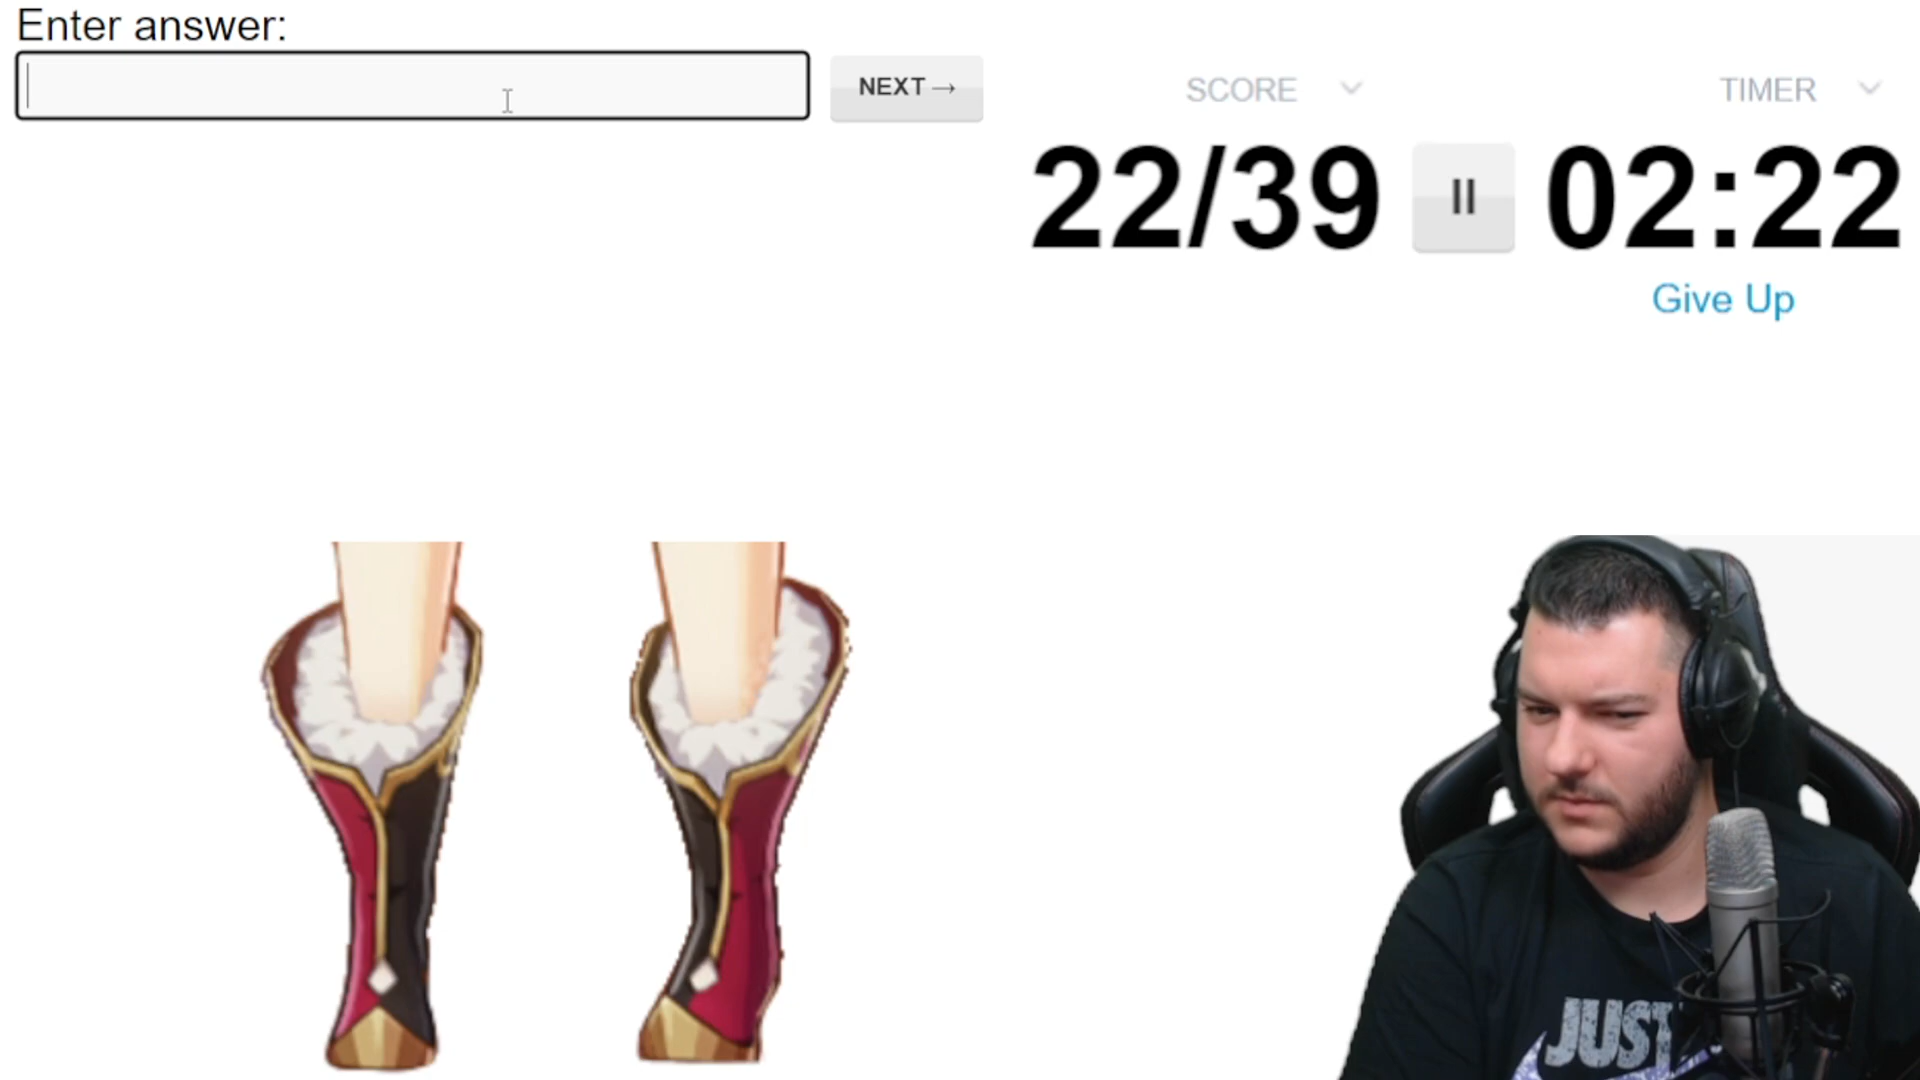 Enter answer:
NEXT→
SCORE
TIMER
22/39
02:22
Give Up
JUST